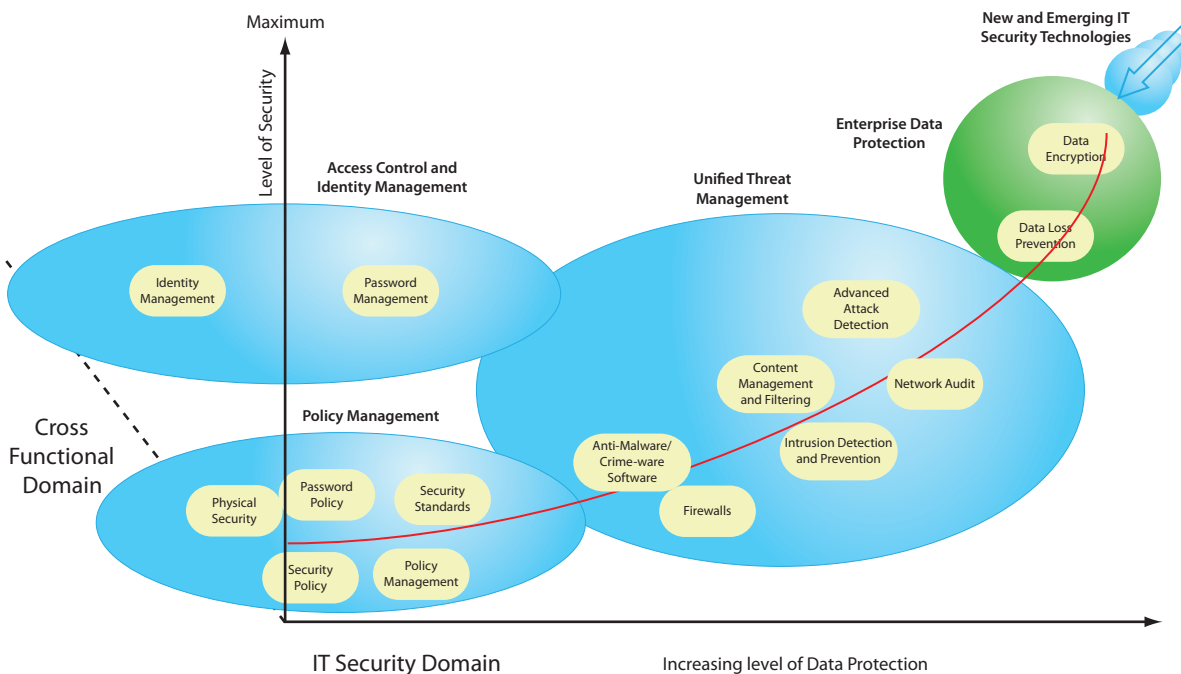 Maximum
Level of Security
New and Emerging IT
Security Technologies
Enterprise Data
Protection
Data
Encryption
Data Loss
Prevention
Access Control and
Identity Management
Identity
Management
Password
Management
Unified Threat
Management
Advanced
Attack
Detection
Content
Management
and Filtering
Network Audit
Intrusion Detection
and Prevention
Anti-Malware/
Crime-ware
Software
Firewalls
Policy Management
Physical
Security
Password
Policy
Security
Standards
Security
Policy
Policy
Management
Cross
Functional
Domain
IT Security Domain
Increasing level of Data Protection